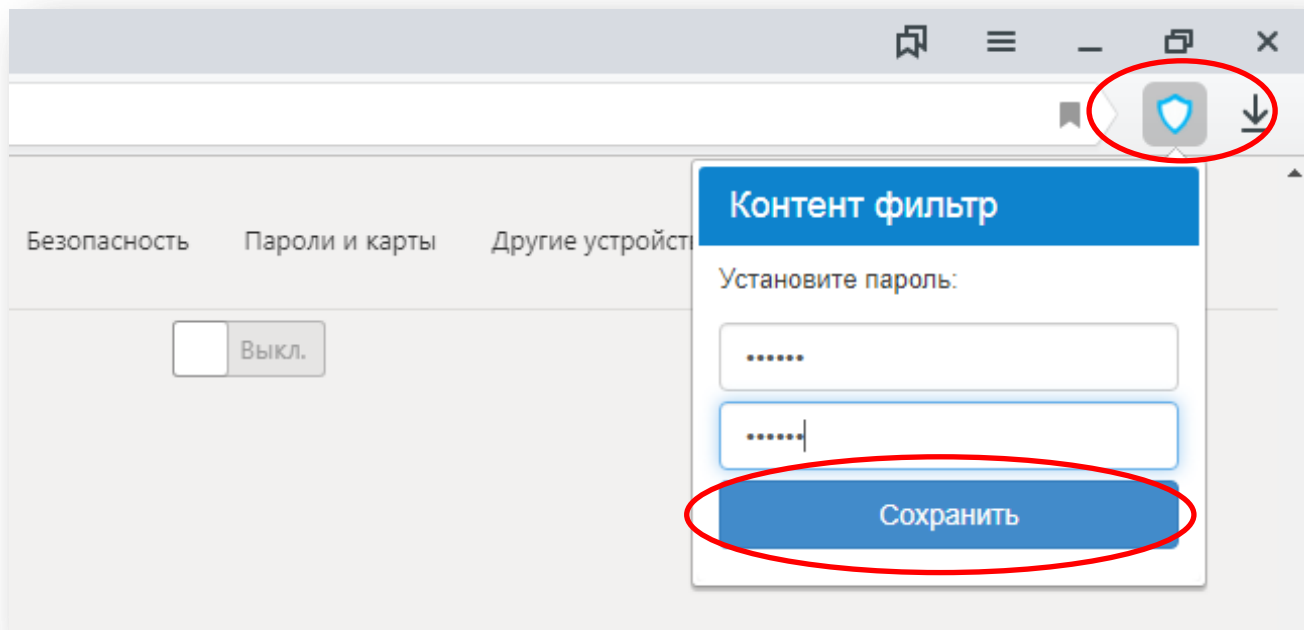 Контент фильтр
Безопасность Пароли и карты Другие устройств
Установите пароль:
Выкл.
••••••
••••••
Сохранить